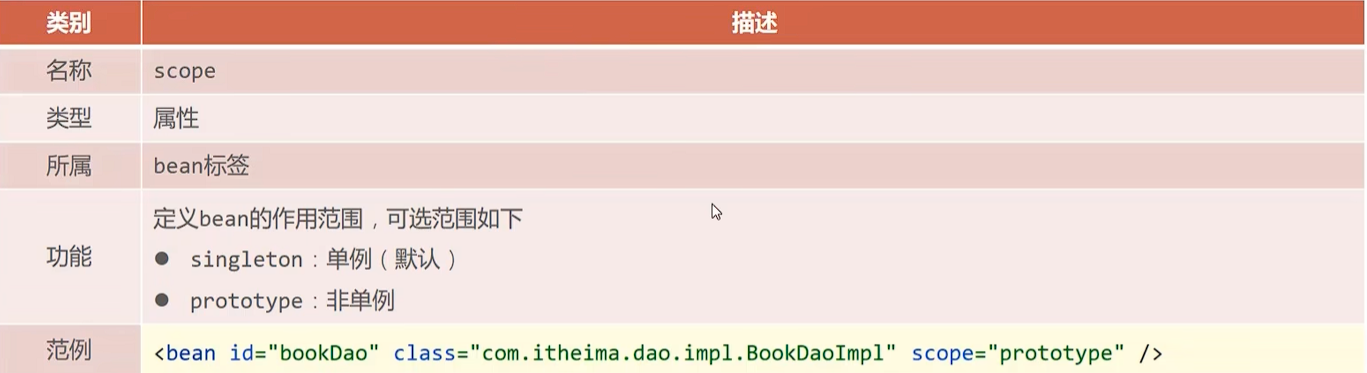 类别 描述
名称 scope
类型 属性
所属 bean标签
功能 定义bean的作用范围，可选范围如下
● singleton：单例（默认）
● prototype：非单例
范例 <bean id="bookDao" class="com.itheima.dao.impl.BookDaoImpl" scope="prototype" />